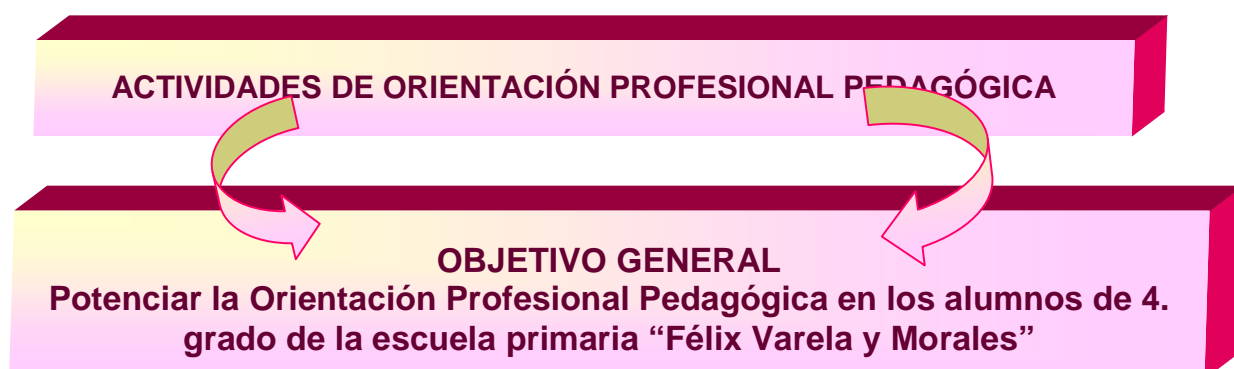 ACTIVIDADES DE ORIENTACIÓN PROFESIONAL PEDAGÓGICA
OBJETIVO GENERAL
Potenciar la Orientación Profesional Pedagógica en los alumnos de 4.
grado de la escuela primaria “Félix Varela y Morales”